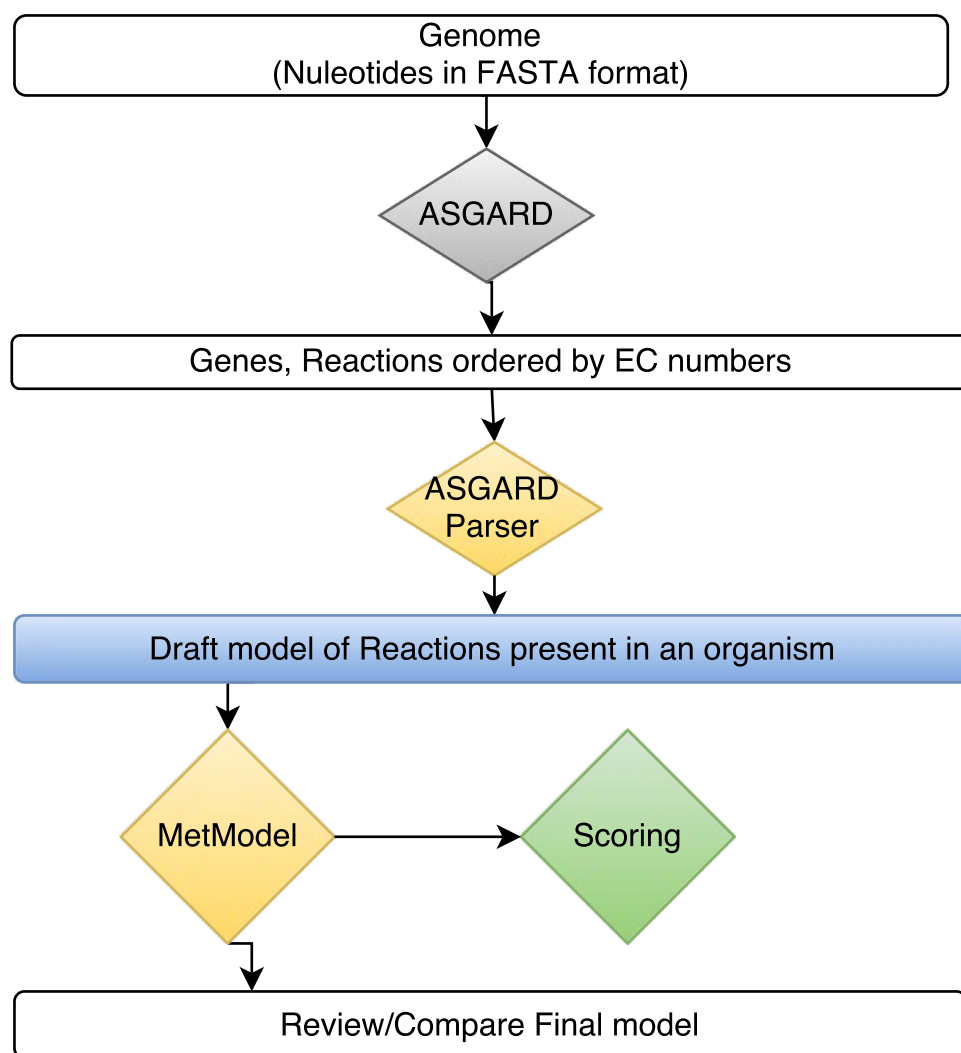 Genome
(Nuleotides in FASTA format)
ASGARD
Genes, Reactions ordered by EC numbers
ASGARD
Parser
Draft model of Reactions present in an organism
MetModel
Scoring
Review/Compare Final model